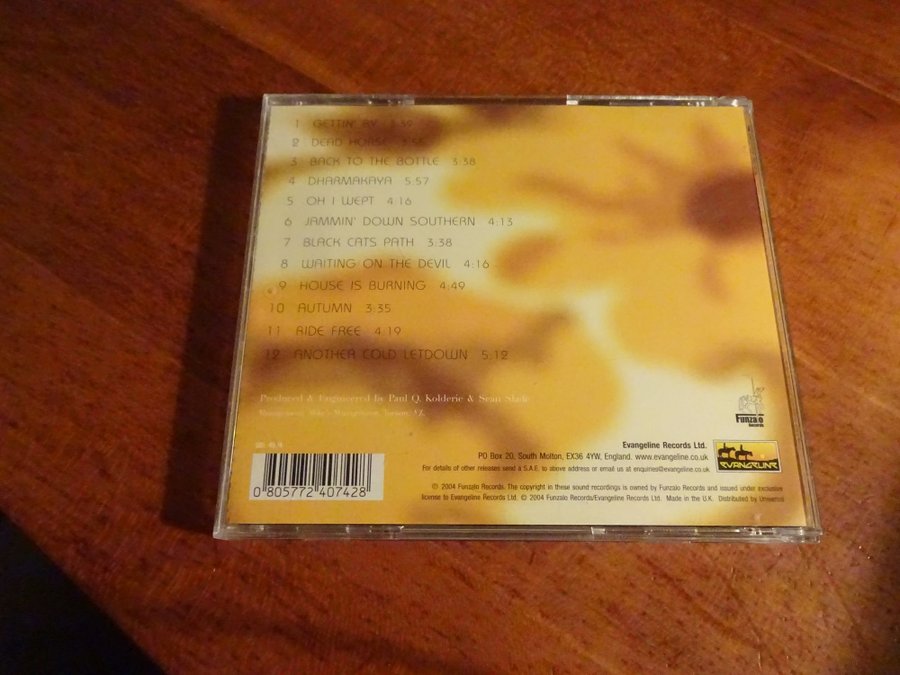 1 GETTIN' BY 3:59
2 DEAD HORSE
3 BACK TO THE BOTTLE 3:38
4 DHARMAKAYA 5:57
5 OH I WEPT 4:16
6 JAMMIN' DOWN SOUTHERN 4:13
7 BLACK CATS PATH 3:38
8 WAITING ON THE DEVIL 4:16
9 HOUSE IS BURNING 4:49
10 AUTUMN 3:35
11 RIDE FREE 4:19
12 ANOTHER COLD LETDOWN 5:12
Produced & Engineered By Paul Q. Kolderie & Sean Slade
Funzalo
Records
Evangeline Records Ltd.
PO Box 20, South Molton, EX36 4YW, England. www.evangeline.co.uk
For details of other releases send a S.A.E. to above address or email us at enquiries@evangeline.co.uk
EVANGELINE
0 805772 407428
℗ 2004 Funzalo Records. The copyright in these sound recordings is owned by Funzalo Records and issued under exclusive
license to Evangeline Records Ltd. © 2004 Funzalo Records/Evangeline Records Ltd. Made in the U.K. Distributed by Universal